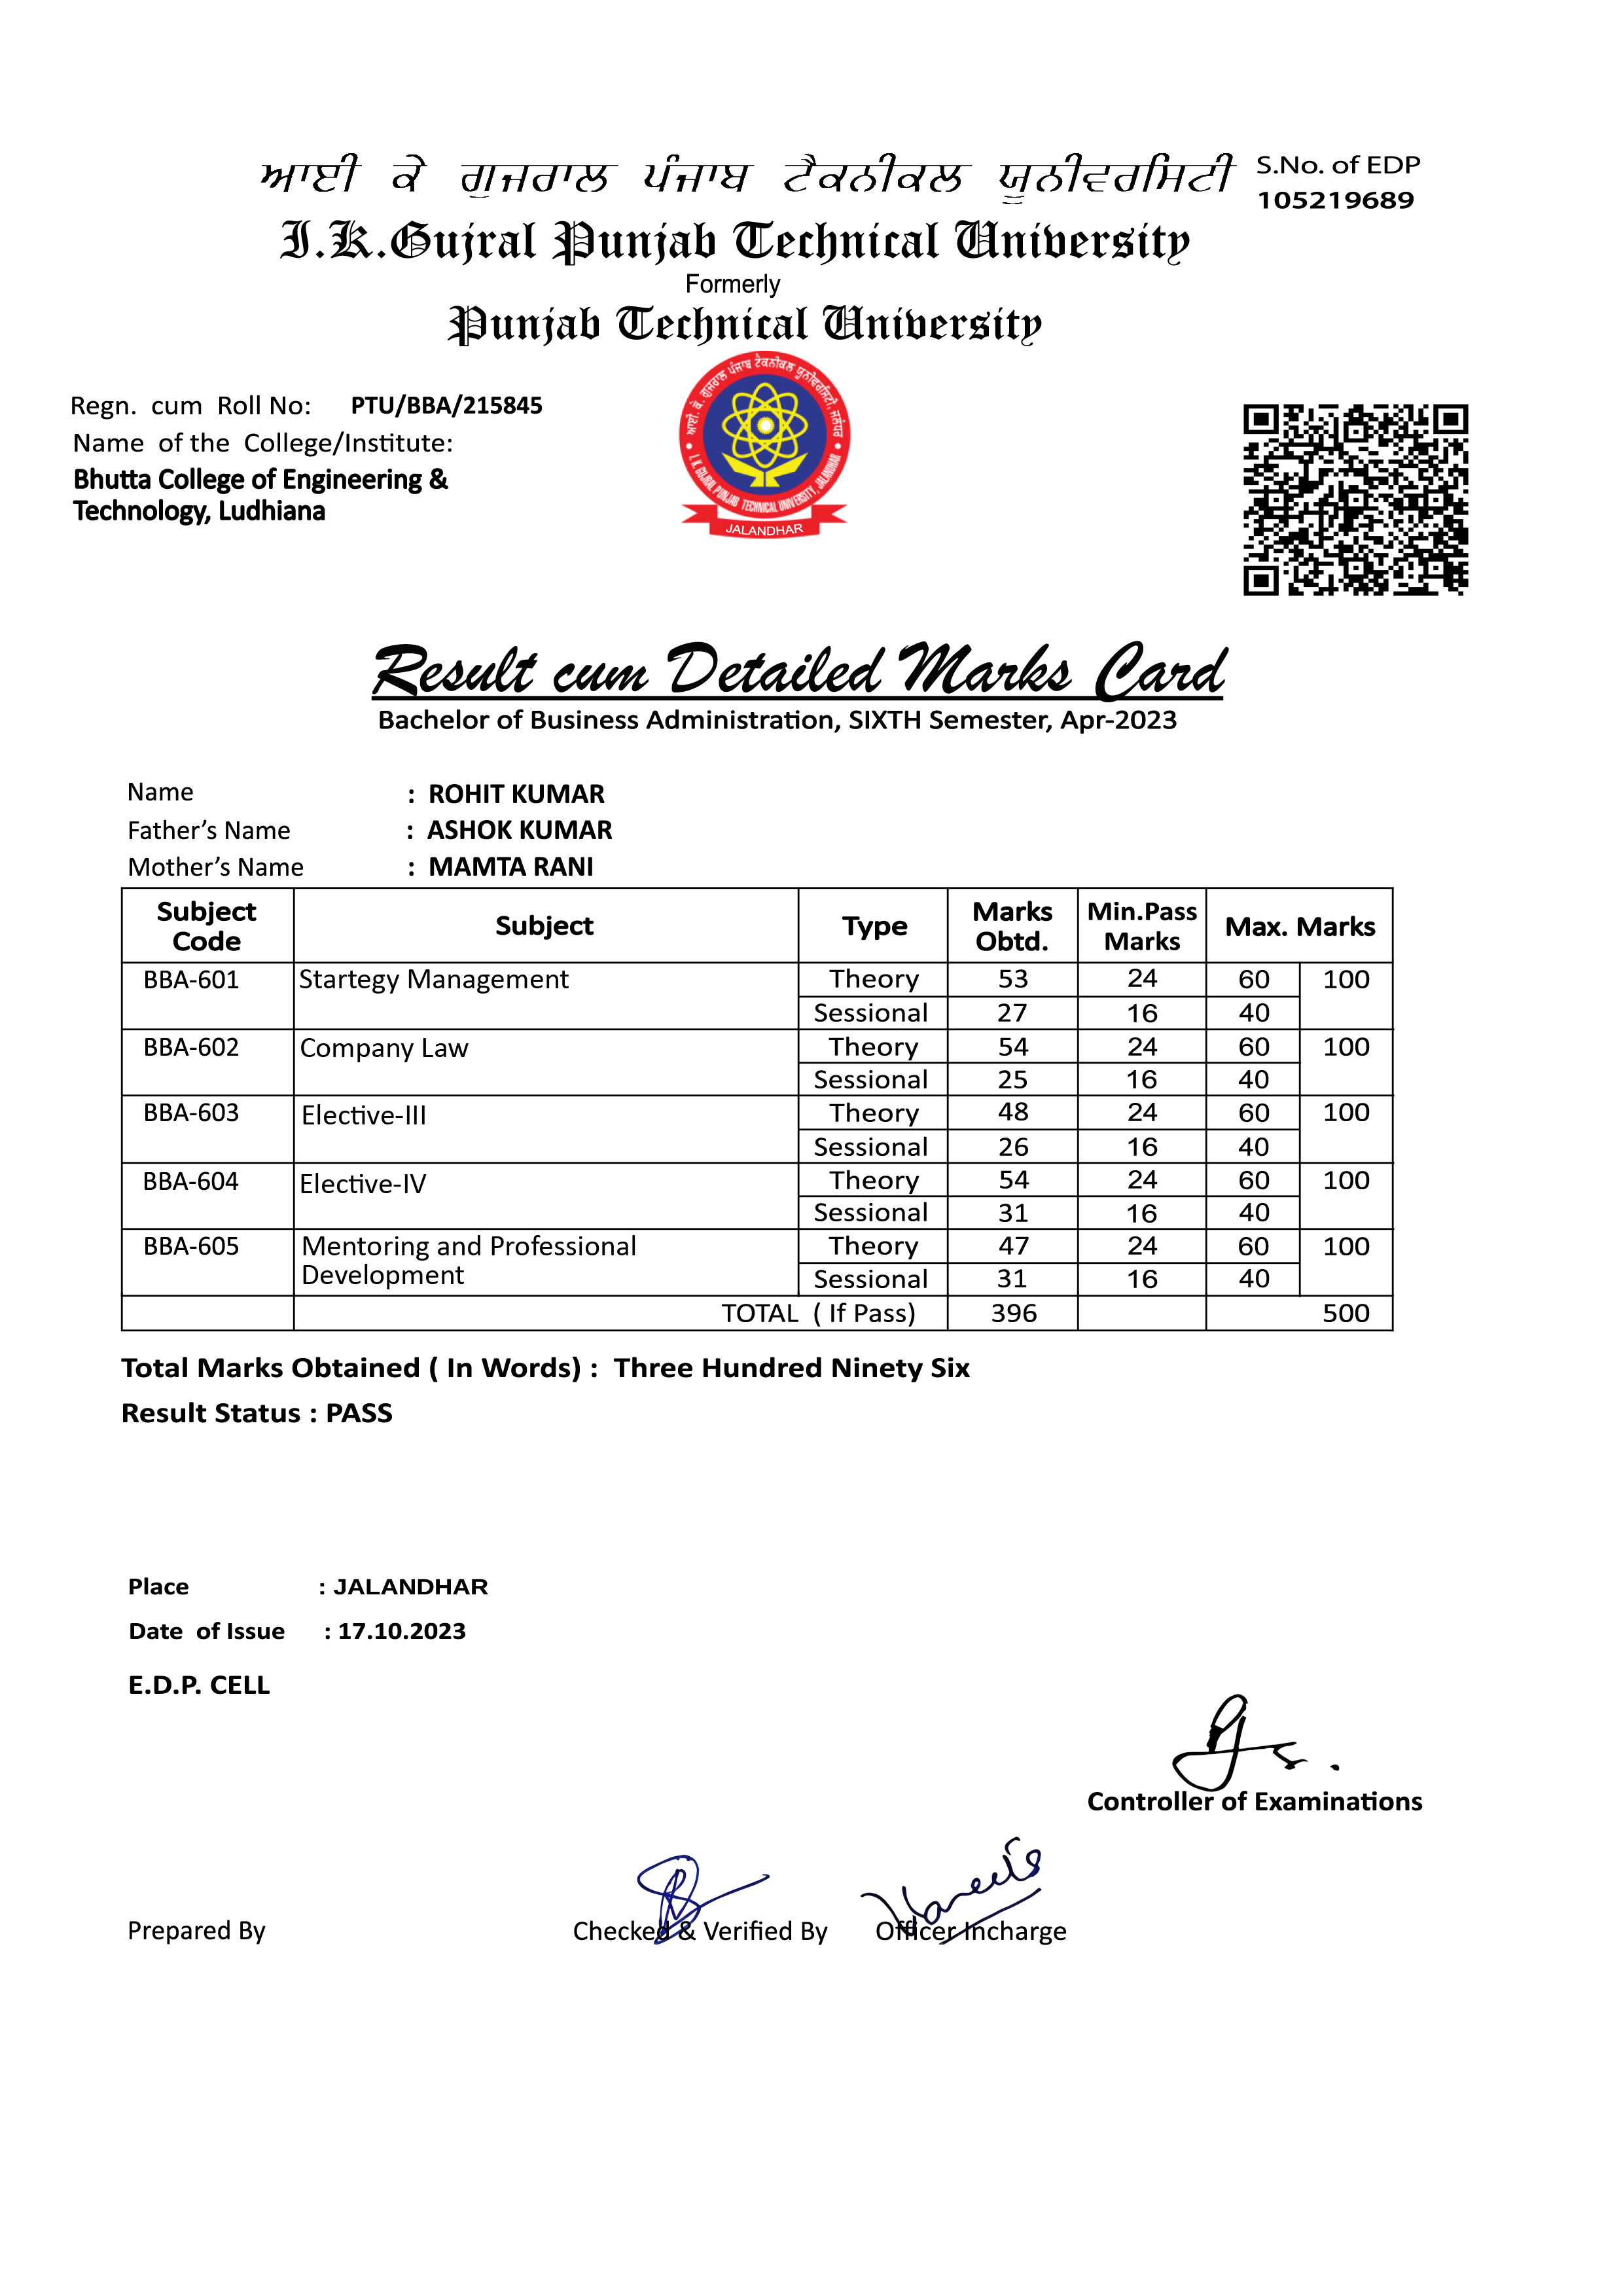 ਆਈ ਕੇ ਗੁਜਰਾਲ ਪੰਜਾਬ ਟੈਕਨੀਕਲ ਯੂਨੀਵਰਸਿਟੀ
S.No. of EDP
105219689
I.K.Gujral Punjab Technical University
Formerly
Punjab Technical University
Regn. cum Roll No: PTU/BBA/215845
Name of the College/Institute:
Bhutta College of Engineering &
Technology, Ludhiana
ਆਈ. ਕੇ. ਗੁਜਰਾਲ ਪੰਜਾਬ ਟੈਕਨੀਕਲ ਯੂਨੀਵਰਸਿਟੀ, ਜਲੰਧਰ
I. K. GUJRAL PUNJAB TECHNICAL UNIVERSITY, JALANDHAR
JALANDHAR
Result cum Detailed Marks Card
Bachelor of Business Administration, SIXTH Semester, Apr-2023
Name : ROHIT KUMAR
Father’s Name : ASHOK KUMAR
Mother’s Name : MAMTA RANI
Subject Code Subject Type Marks Obtd. Min.Pass Marks Max. Marks
BBA-601 Startegy Management Theory 53 24 60 100
Sessional 27 16 40
BBA-602 Company Law Theory 54 24 60 100
Sessional 25 16 40
BBA-603 Elective-III Theory 48 24 60 100
Sessional 26 16 40
BBA-604 Elective-IV Theory 54 24 60 100
Sessional 31 16 40
BBA-605 Mentoring and Professional Theory 47 24 60 100
Development Sessional 31 16 40
TOTAL ( If Pass) 396 500
Total Marks Obtained ( In Words) : Three Hundred Ninety Six
Result Status : PASS
Place : JALANDHAR
Date of Issue : 17.10.2023
E.D.P. CELL
Controller of Examinations
Prepared By Checked & Verified By Officer Incharge